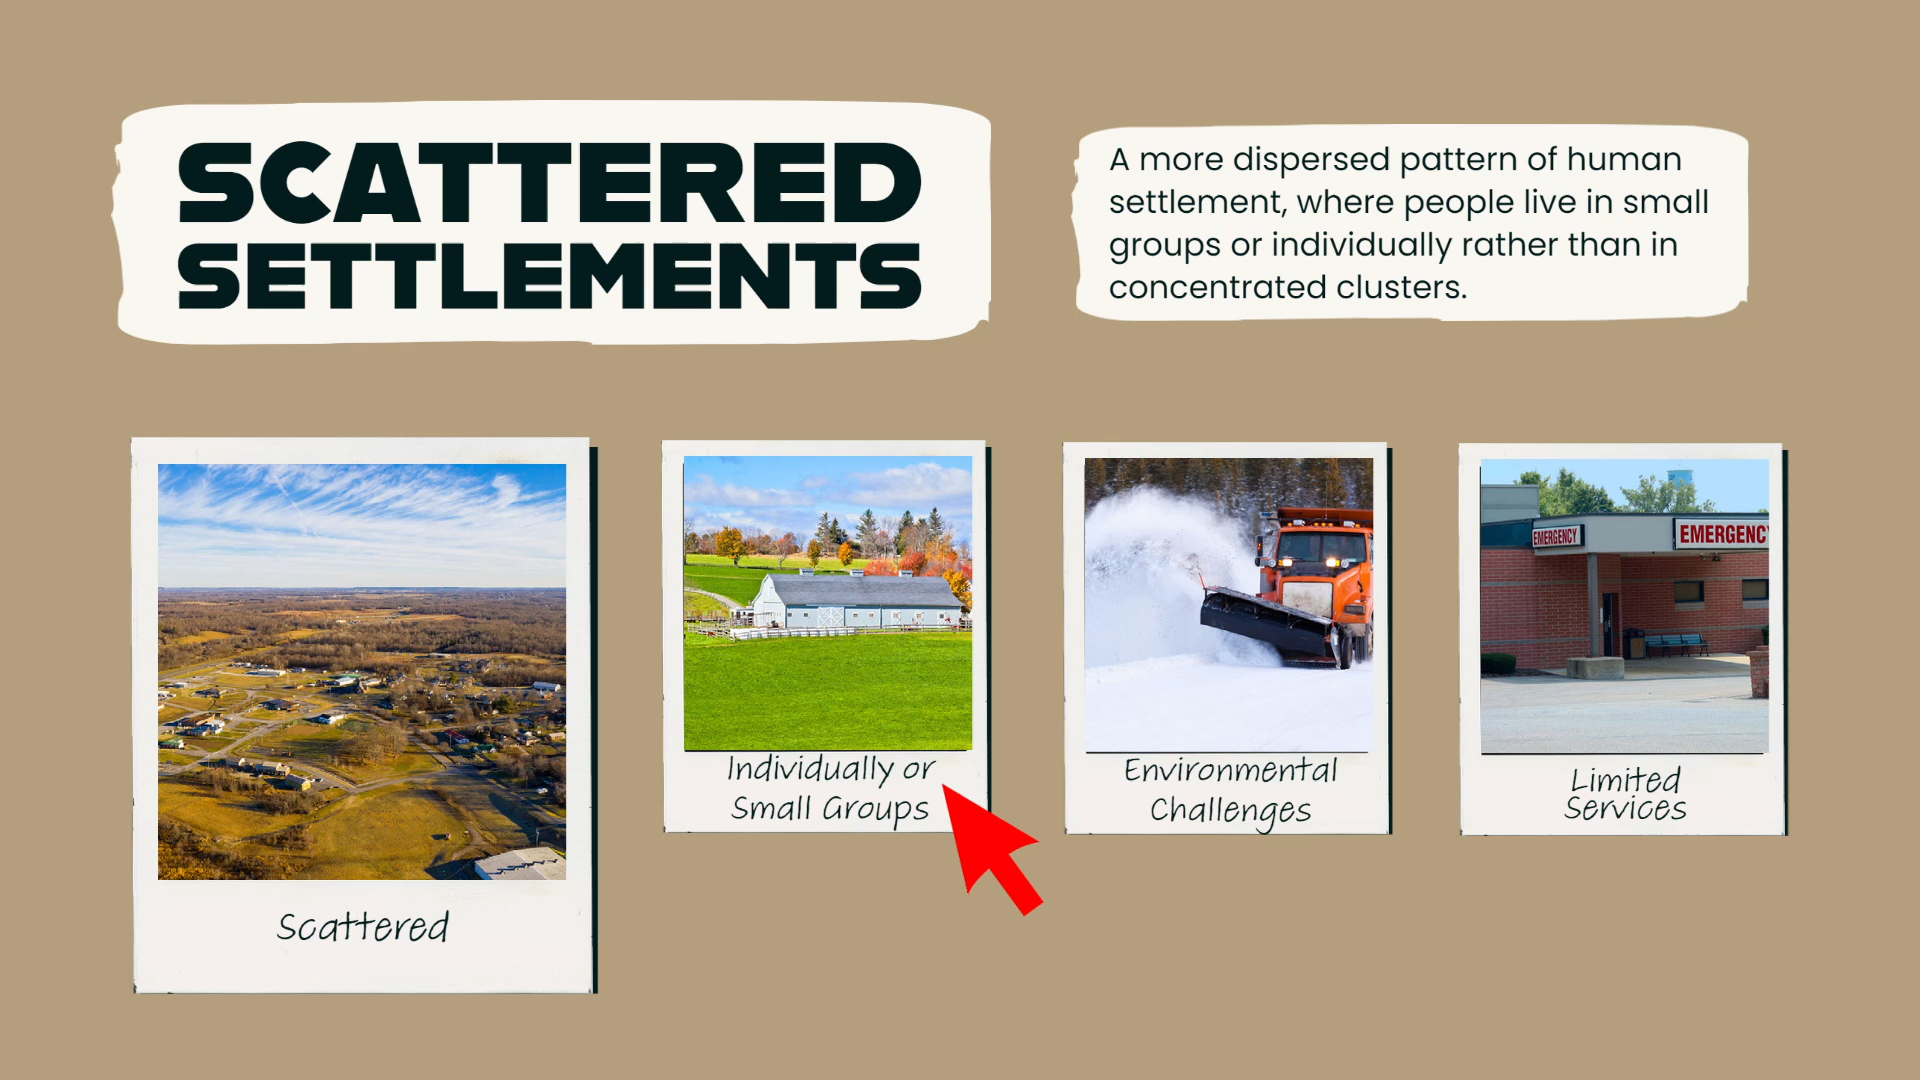 SCATTERED
SETTLEMENTS
A more dispersed pattern of human
settlement, where people live in small
groups or individually rather than in
concentrated clusters.
Scattered
Individually or
Small Groups
Environmental
Challenges
EMERGENCY
EMERGENCY
Limited
Services